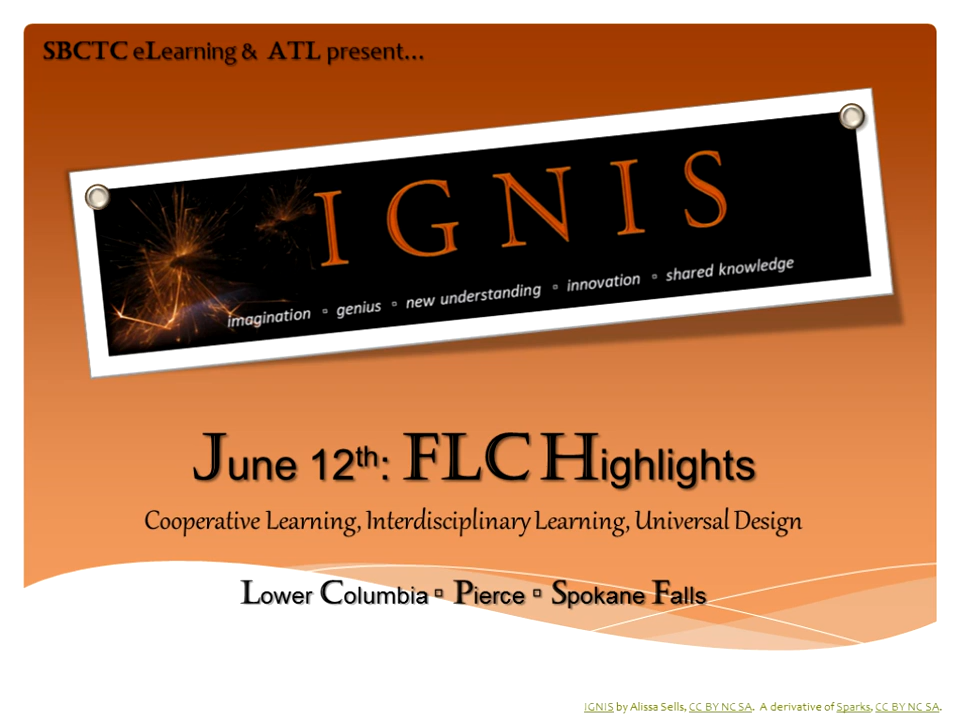 SBCTC eLearning & ATL present...
I G N I S
imagination ▫ genius ▫ new understanding ▫ innovation ▫ shared knowledge
June 12th: FLC Highlights
Cooperative Learning, Interdisciplinary Learning, Universal Design
Lower Columbia ▫ Pierce ▫ Spokane Falls
IGNIS by Alissa Sells, CC BY NC SA. A derivative of Sparks, CC BY NC SA.